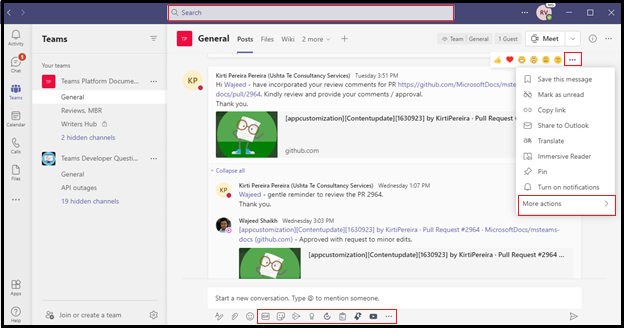 Search
RV
Activity
Chat
Teams
Calendar
Calls
Files
Apps
Help
Teams
Your teams
TP
Teams Platform Docume...
General
Reviews, MBR
Writers Hub
2 hidden channels
Teams Developer Questi...
General
API outages
19 hidden channels
Join or create a team
TP
General
Posts
Files
Wiki
2 more
Team
General
1 Guest
Meet
KP
Kirti Pereira Pereira (Ushta Te Consultancy Services) Tuesday 3:51 PM
Hi Wajeed - have incorporated your review comments for PR https://github.com/MicrosoftDocs/msteams-
docs/pull/2964. Kindly review and provide your comments / approval.
Thank you.
[appcustomization][Contentupdate][1630923] by KirtiPereira · Pull Request #2964
github.com
Collapse all
KP
Kirti Pereira Pereira (Ushta Te Consultancy Services) Wednesday 1:07 PM
Wajeed - gentle reminder to review the PR 2964.
Thank you.
Wajeed Shaikh Wednesday 3:03 PM
[appcustomization][Contentupdate][1630923] by KirtiPereira · Pull Request #2964 · MicrosoftDocs/msteams-
docs (github.com) - Approved with request to minor edits.
[appcustomization][Contentupdate][1630923] by KirtiPereira · Pull Request #2964 ...
Start a new conversation. Type @ to mention someone.
Save this message
Mark as unread
Copy link
Share to Outlook
Translate
Immersive Reader
Pin
Turn on notifications
More actions